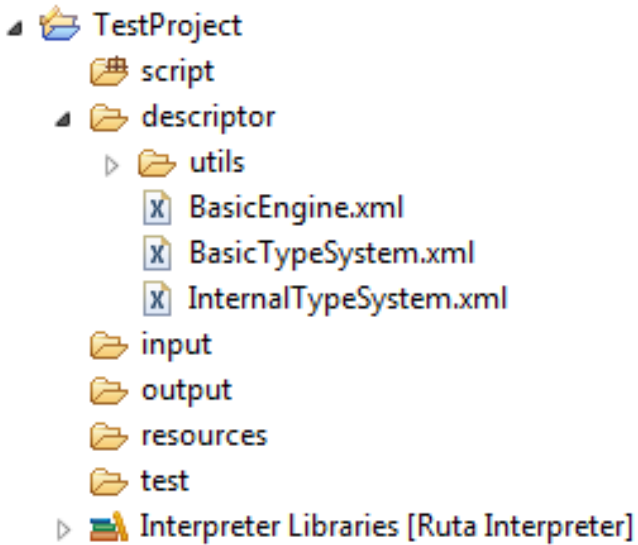 TestProject
script
descriptor
utils
BasicEngine.xml
BasicTypeSystem.xml
InternalTypeSystem.xml
input
output
resources
test
Interpreter Libraries [Ruta Interpreter]